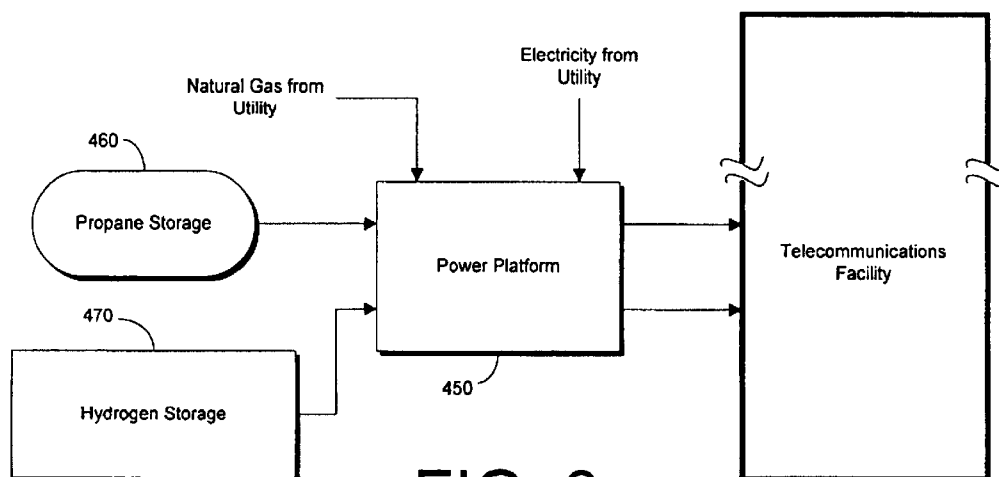 Electricity from
Utility
Natural Gas from
Utility
460
Propane Storage
Power Platform
Telecommunications
Facility
470
450
Hydrogen Storage